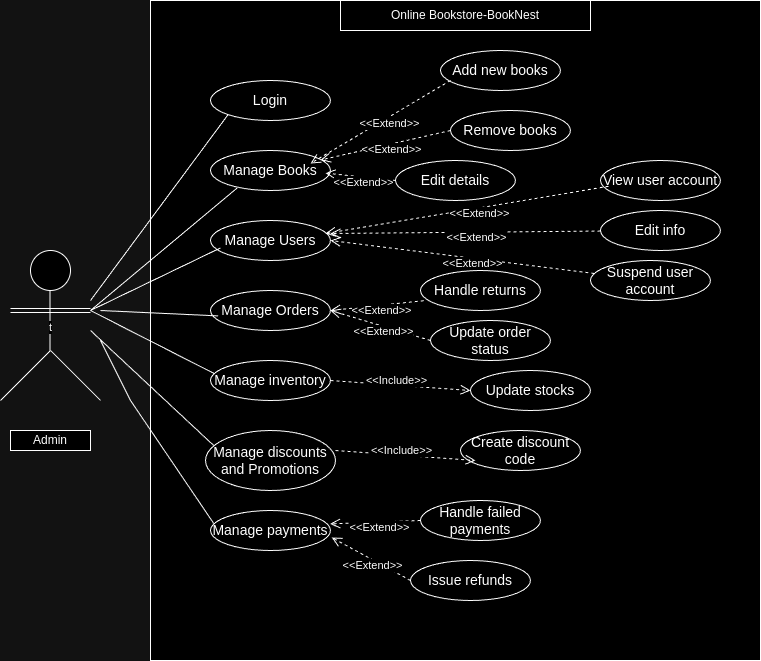 Online Bookstore-BookNest
Add new books
Login
<<Extend>>
Remove books
<<Extend>>
Manage Books
Edit details
<<Extend>>
View user account
<<Extend>>
Manage Users
<<Extend>>
Edit info
<<Extend>>
Suspend user
account
Handle returns
Manage Orders
<<Extend>>
t
<<Extend>>
Update order
status
Manage inventory
<<Include>>
Update stocks
Admin
Manage discounts
and Promotions
<<Include>>
Create discount
code
Manage payments
<<Extend>>
Handle failed
payments
<<Extend>>
Issue refunds